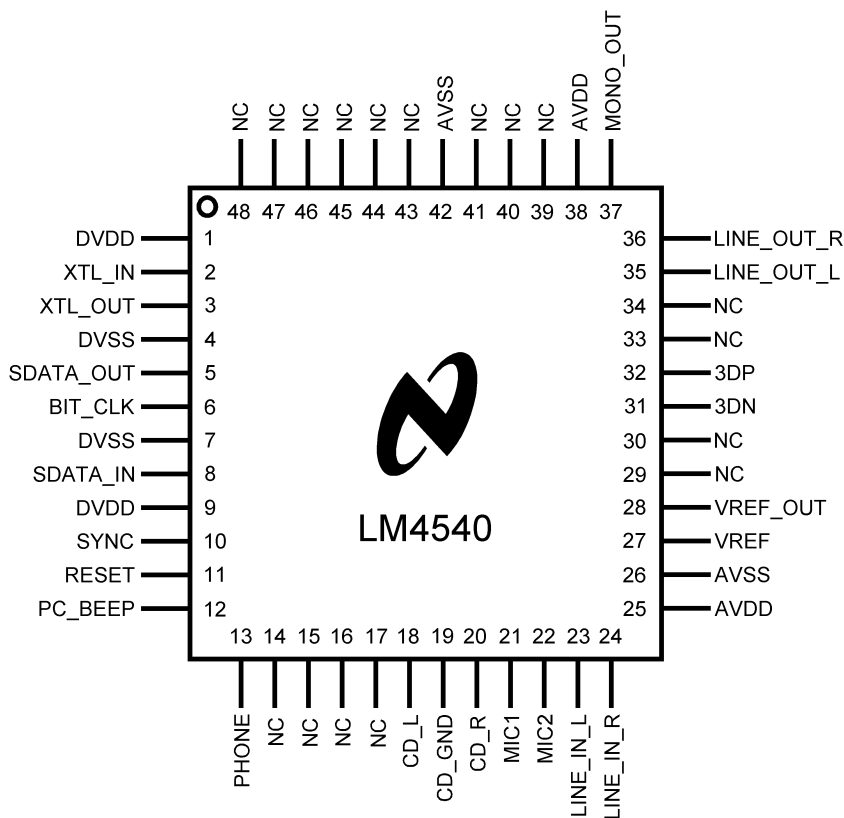 NC NC NC NC NC NC AVSS NC NC NC AVDD MONO_OUT
48 47 46 45 44 43 42 41 40 39 38 37
DVDD 1 36 LINE_OUT_R
XTL_IN 2 35 LINE_OUT_L
XTL_OUT 3 34 NC
DVSS 4 33 NC
SDATA_OUT 5 32 3DP
BIT_CLK 6 31 3DN
DVSS 7 30 NC
SDATA_IN 8 29 NC
DVDD 9 28 VREF_OUT
LM4540
SYNC 10 27 VREF
RESET 11 26 AVSS
PC_BEEP 12 25 AVDD
13 14 15 16 17 18 19 20 21 22 23 24
PHONE NC NC NC NC CD_L CD_GND CD_R MIC1 MIC2 LINE_IN_L LINE_IN_R